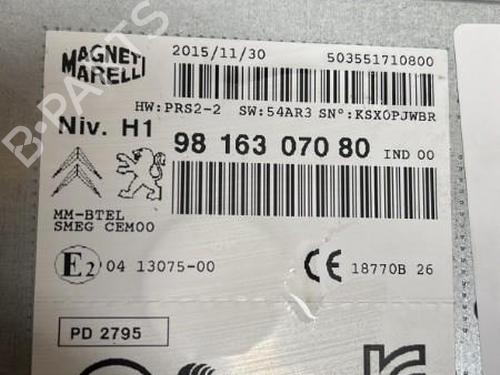 MAGNETI MARELLI
2015/11/30 503551710800
HW:PRS2-2 SW:54AR3 SN°:KSX0PJWBR
Niv. H1 98 163 070 80 IND 00
MM-BTEL
SMEG CEM00
E2 04 13075-00 CE 18770B 26
PD 2795
B-PARTS